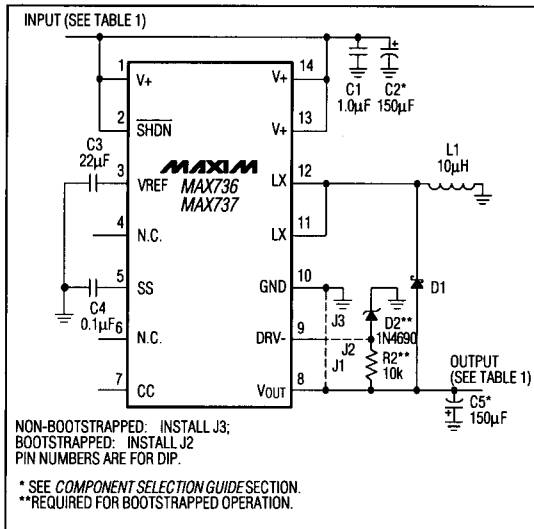 INPUT (SEE TABLE 1)
1
V+
2
SHDN
C3
22µF
3
VREF
4
N.C.
C4
0.1µF
5
SS
6
N.C.
7
CC
MAXIM
MAX736
MAX737
14
V+
13
V+
12
LX
11
LX
10
GND
9
DRV-
8
VOUT
C1
1.0µF
C2*
150µF
L1
10µH
D1
J3
J2
J1
D2**
1N4690
R2**
10k
OUTPUT
(SEE TABLE 1)
C5*
150µF
NON-BOOTSTRAPPED: INSTALL J3;
BOOTSTRAPPED: INSTALL J2
PIN NUMBERS ARE FOR DIP.
* SEE COMPONENT SELECTION GUIDE SECTION.
**REQUIRED FOR BOOTSTRAPPED OPERATION.